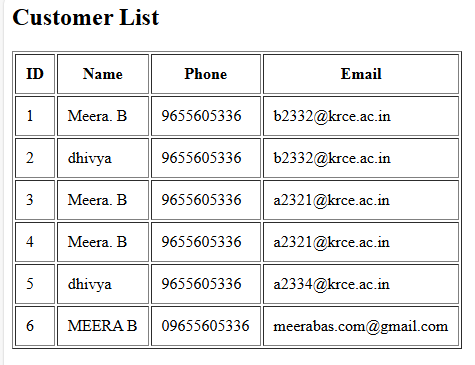 Customer List
ID Name Phone Email
1 Meera. B 9655605336 b2332@krce.ac.in
2 dhivya 9655605336 b2332@krce.ac.in
3 Meera. B 9655605336 a2321@krce.ac.in
4 Meera. B 9655605336 a2321@krce.ac.in
5 dhivya 9655605336 a2334@krce.ac.in
6 MEERA B 09655605336 meerabas.com@gmail.com